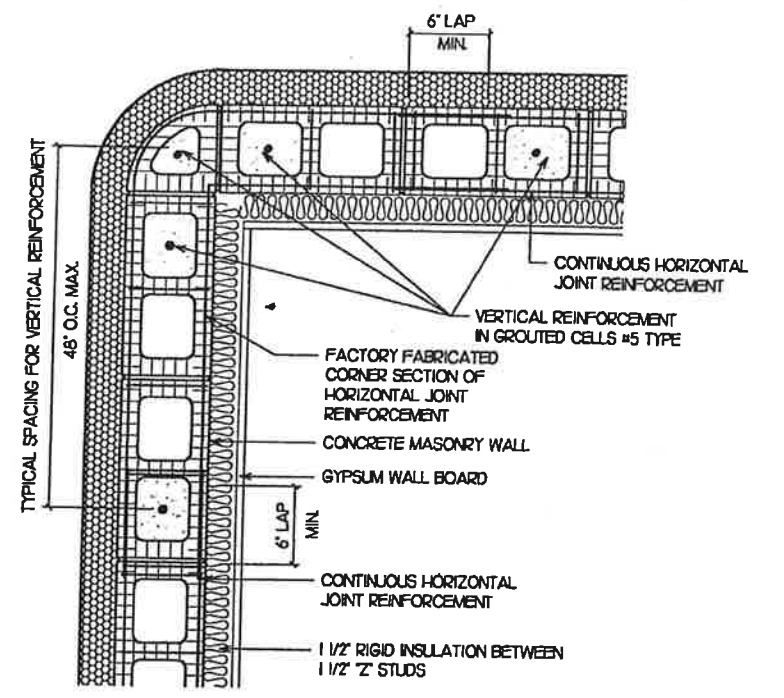 6" LAP
MIN.
TYPICAL SPACING FOR VERTICAL REINFORCEMENT
48" O.C. MAX.
CONTINUOUS HORIZONTAL
JOINT REINFORCEMENT
VERTICAL REINFORCEMENT
IN GROUTED CELLS #5 TYPE
FACTORY FABRICATED
CORNER SECTION OF
HORIZONTAL JOINT
REINFORCEMENT
CONCRETE MASONRY WALL
GYPSUM WALL BOARD
6" LAP
MIN.
CONTINUOUS HORIZONTAL
JOINT REINFORCEMENT
1 1/2" RIGID INSULATION BETWEEN
1 1/2" "Z" STUDS